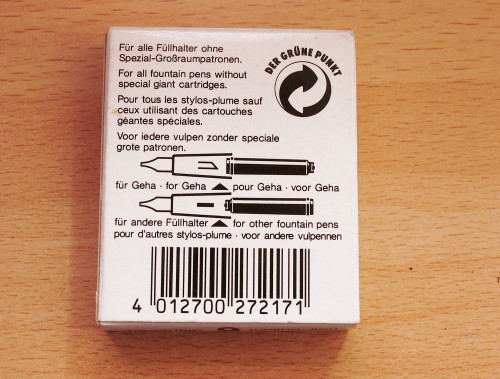 Für alle Füllhalter ohne
Spezial-Großraumpatronen.
For all fountain pens without
special giant cartridges.
Pour tous les stylos-plume sauf
ceux utilisant des cartouches
géantes spéciales.
Voor iedere vulpen zonder speciale
grote patronen.
DER GRÜNE PUNKT
für Geha · for Geha pour Geha · voor Geha
für andere Füllhalter for other fountain pens
pour d'autres stylos-plume · voor andere vulpennen
4 012700 272171